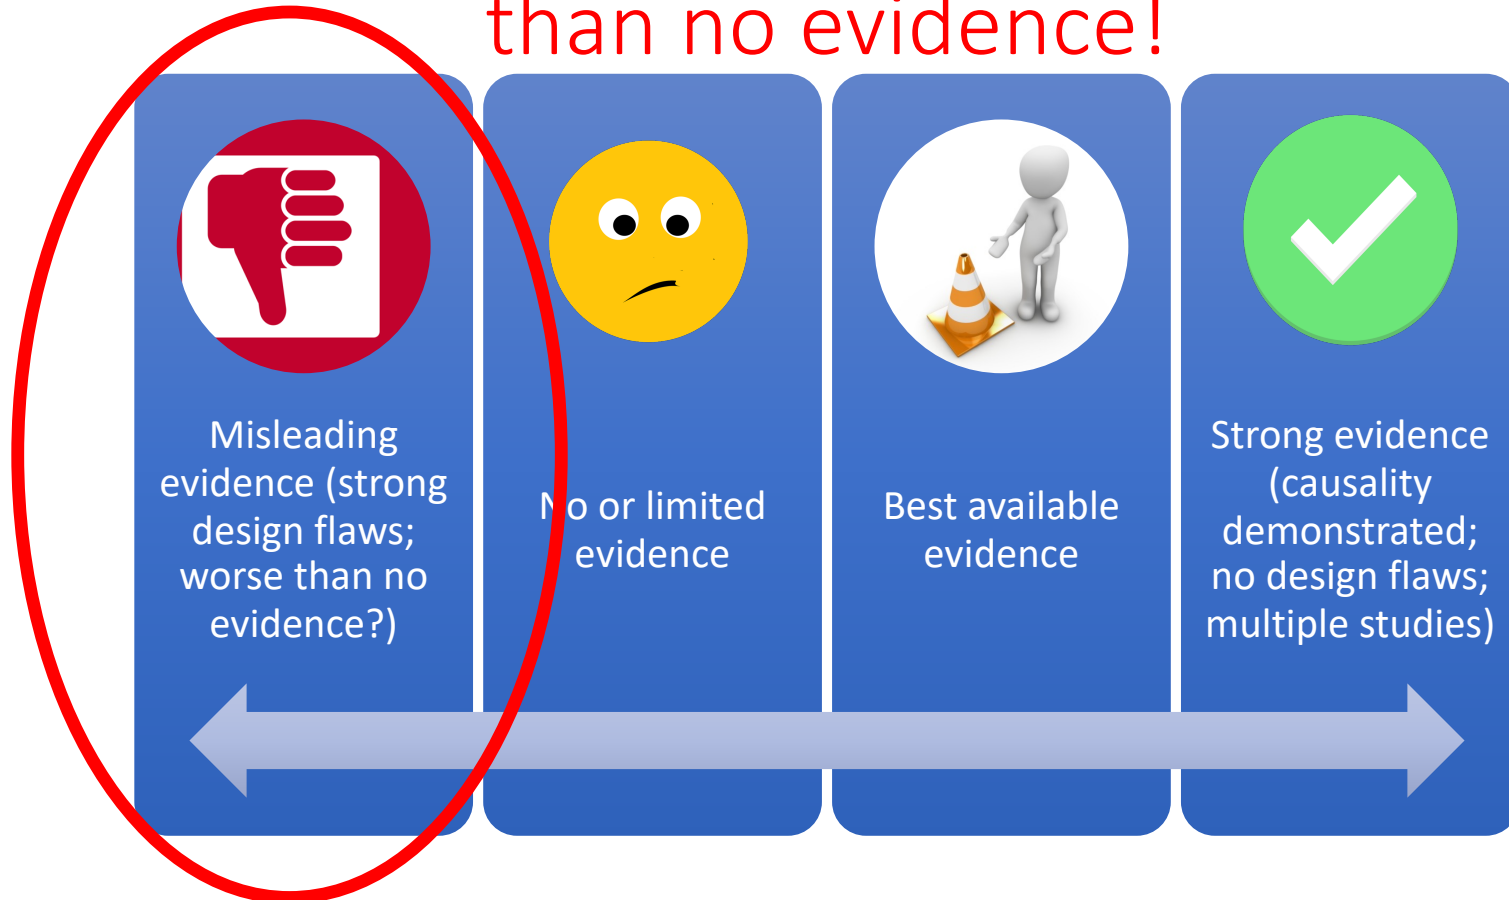 than no evidence!
Misleading
evidence (strong
design flaws;
worse than no
evidence?)
No or limited
evidence
Best available
evidence
Strong evidence
(causality
demonstrated;
no design flaws;
multiple studies)